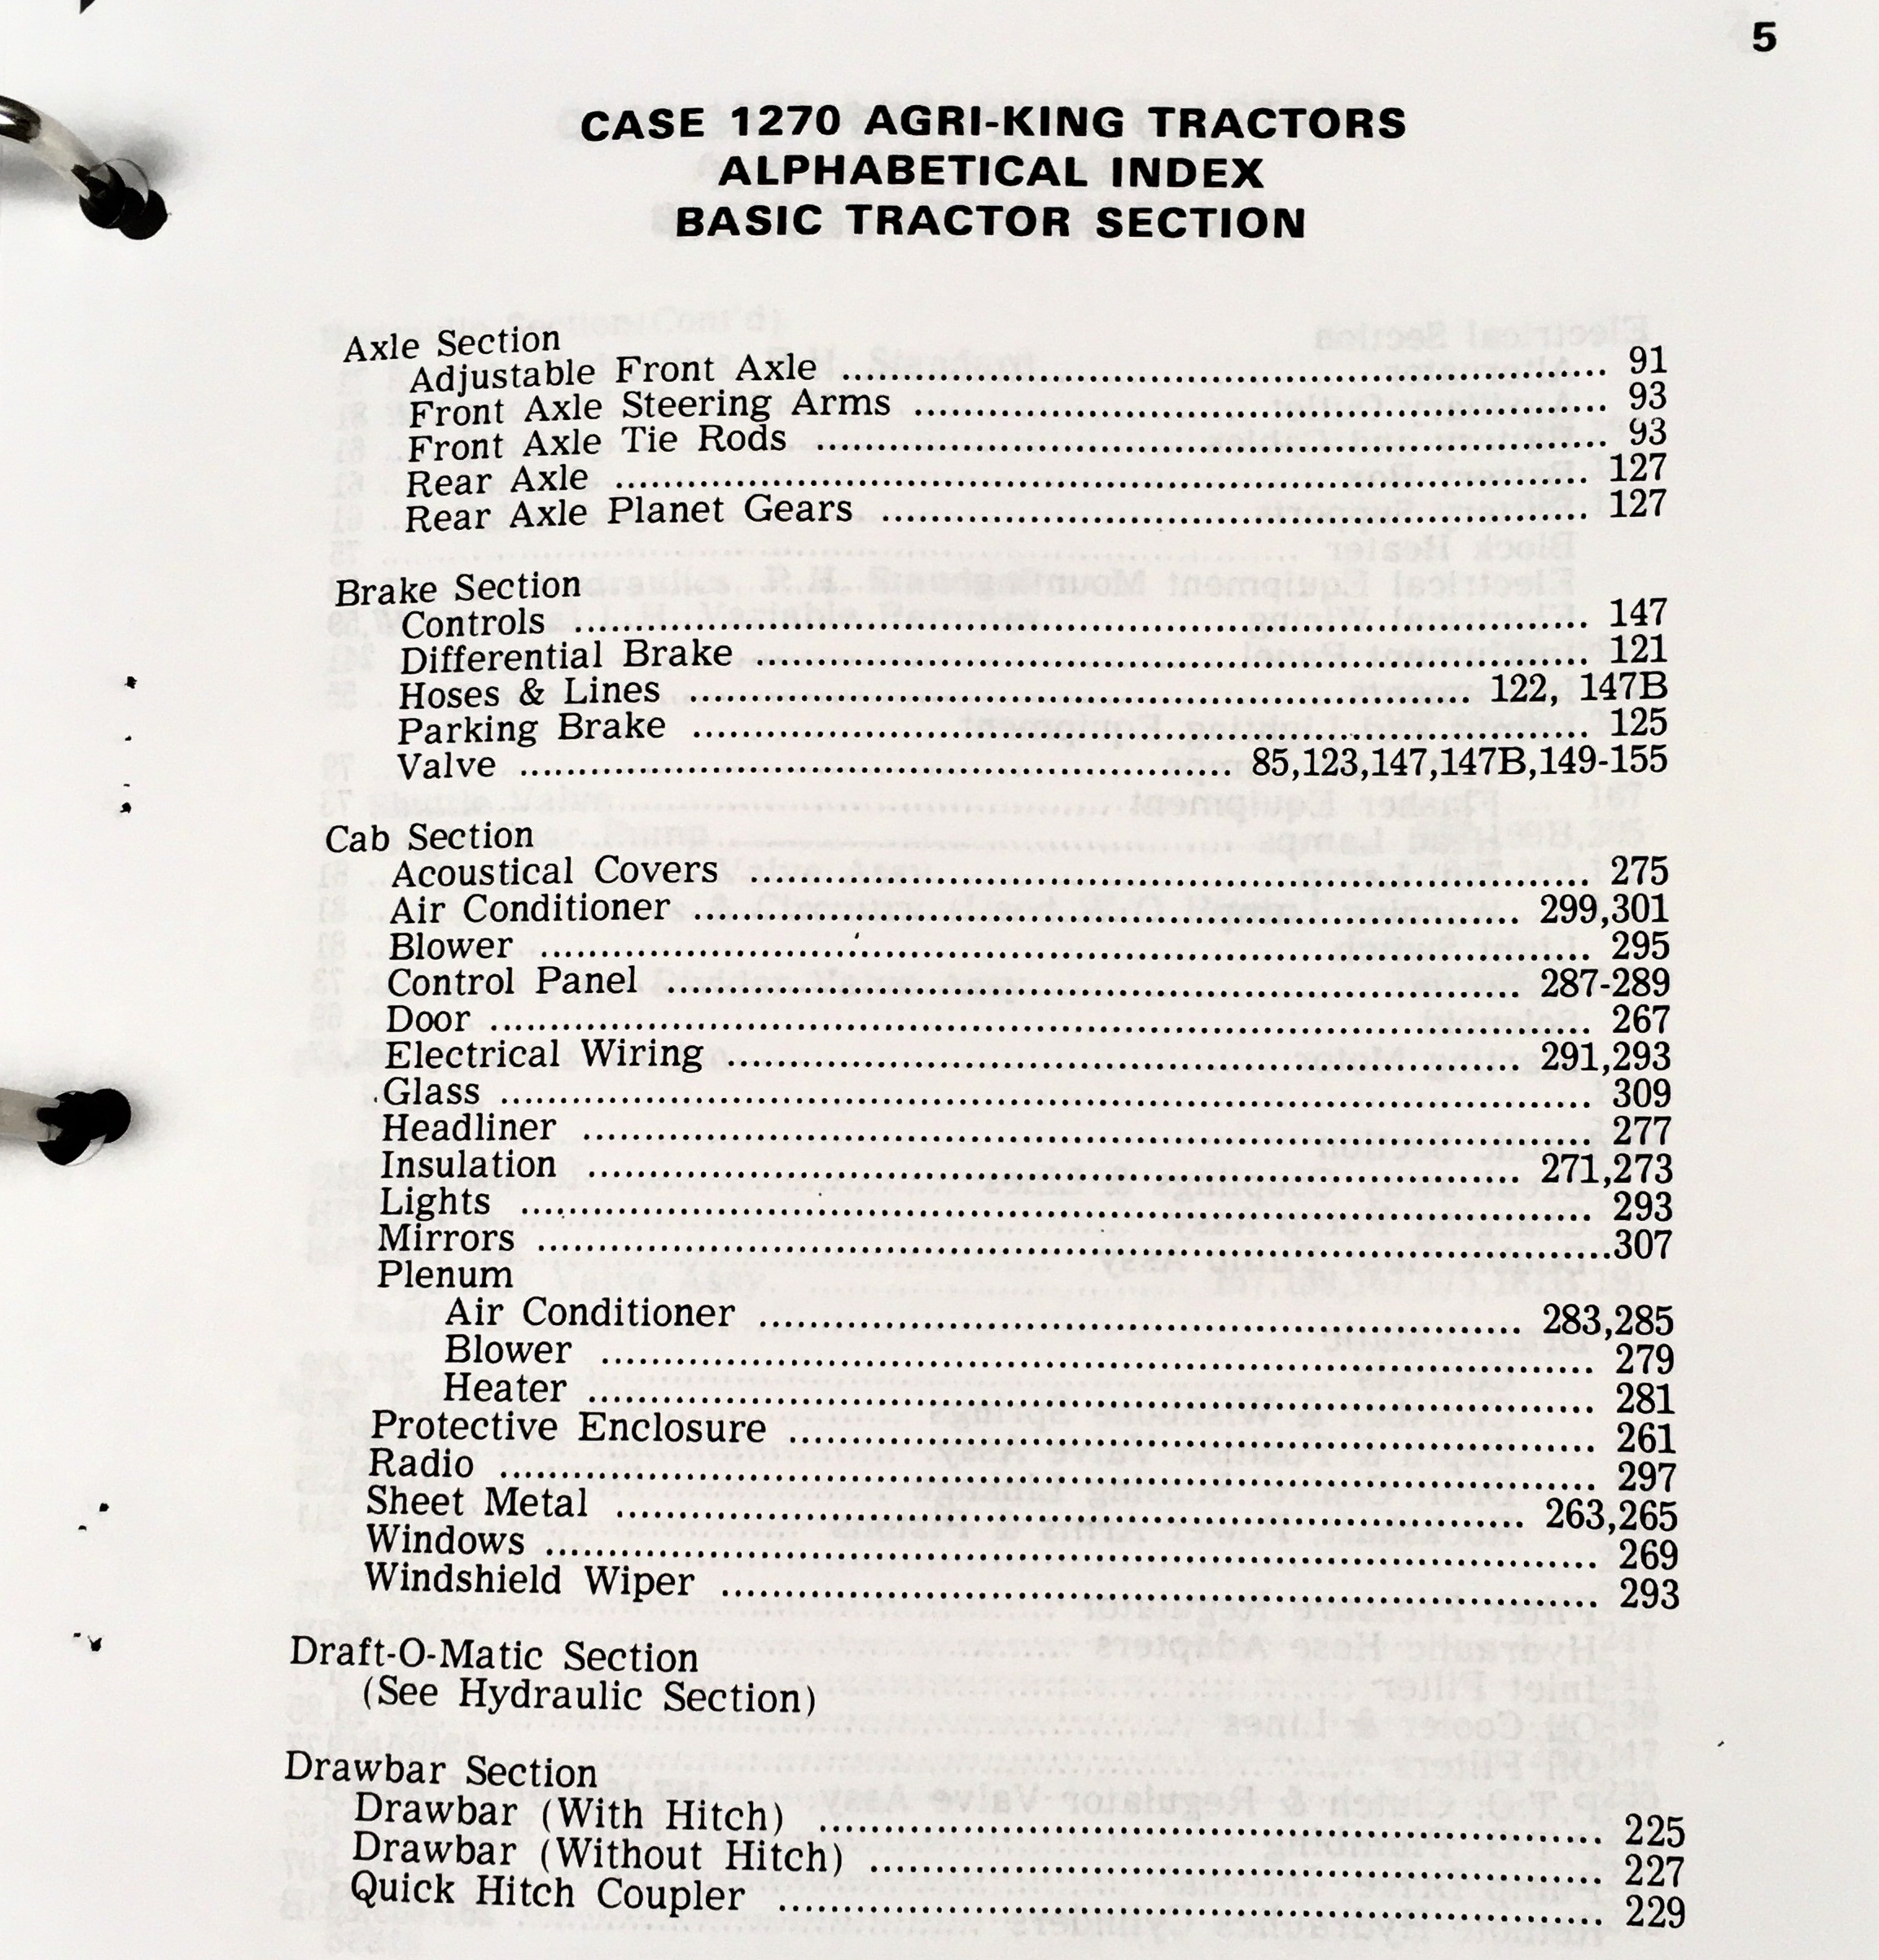 5
CASE 1270 AGRI-KING TRACTORS
ALPHABETICAL INDEX
BASIC TRACTOR SECTION
Axle Section
Adjustable Front Axle ........ 91
Front Axle Steering Arms ........ 93
Front Axle Tie Rods ........ 93
Rear Axle ........ 127
Rear Axle Planet Gears ........ 127
Brake Section
Controls ........ 147
Differential Brake ........ 121
Hoses & Lines ........ 122, 147B
Parking Brake ........ 125
Valve ........ 85,123,147,147B,149-155
Cab Section
Acoustical Covers ........ 275
Air Conditioner ........ 299,301
Blower ........ 295
Control Panel ........ 287-289
Door ........ 267
Electrical Wiring ........ 291,293
Glass ........ 309
Headliner ........ 277
Insulation ........ 271,273
Lights ........ 293
Mirrors ........307
Plenum
Air Conditioner ........ 283,285
Blower ........ 279
Heater ........ 281
Protective Enclosure ........ 261
Radio ........ 297
Sheet Metal ........ 263,265
Windows ........ 269
Windshield Wiper ........ 293
Draft-O-Matic Section
(See Hydraulic Section)
Drawbar Section
Drawbar (With Hitch) ........ 225
Drawbar (Without Hitch) ........ 227
Quick Hitch Coupler ........ 229